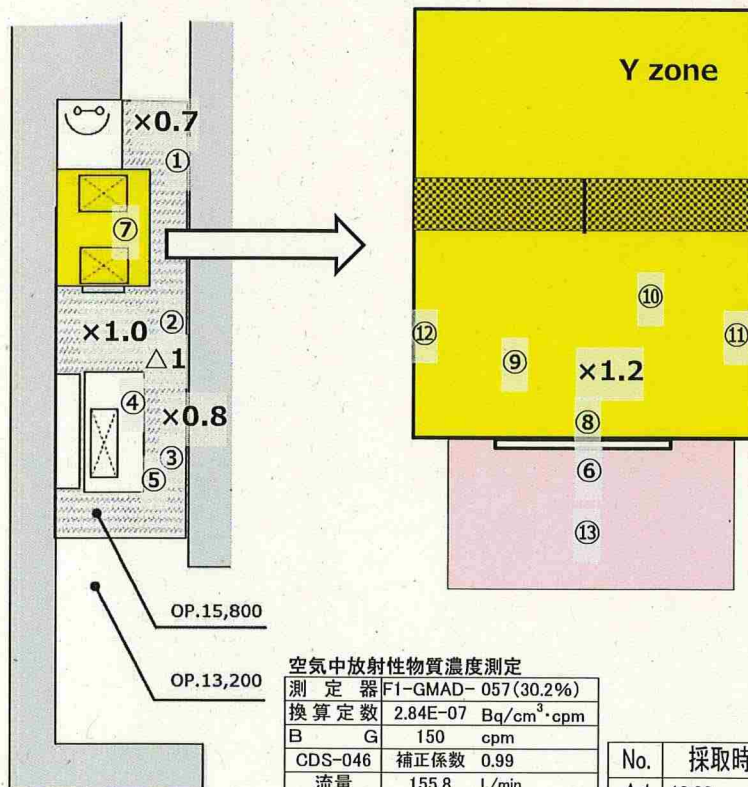 Y zone
×0.7
①
⑦
②
×1.0
△1
④
×0.8
③
⑤
⑩
⑫
⑪
⑨
×1.2
⑧
⑥
⑬
OP.15,800
OP.13,200
空気中放射性物質濃度測定
測定器 F1-GMAD- 057(30.2%)
換算定数 2.84E-07 Bq/cm³・cpm
B G 150 cpm
CDS-046 補正係数 0.99
流量 155.8 L/min
No. 採取時